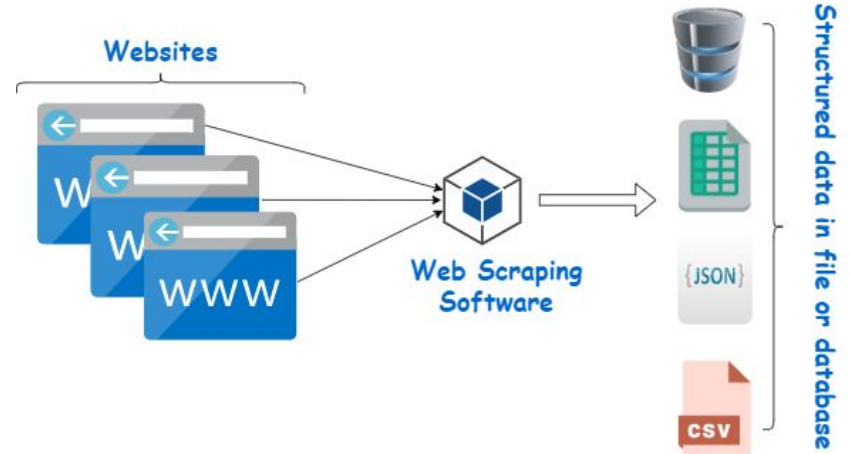 Websites
W
W
WWW
Web Scraping
Software
{JSON}
CSV
Structured data in file or database